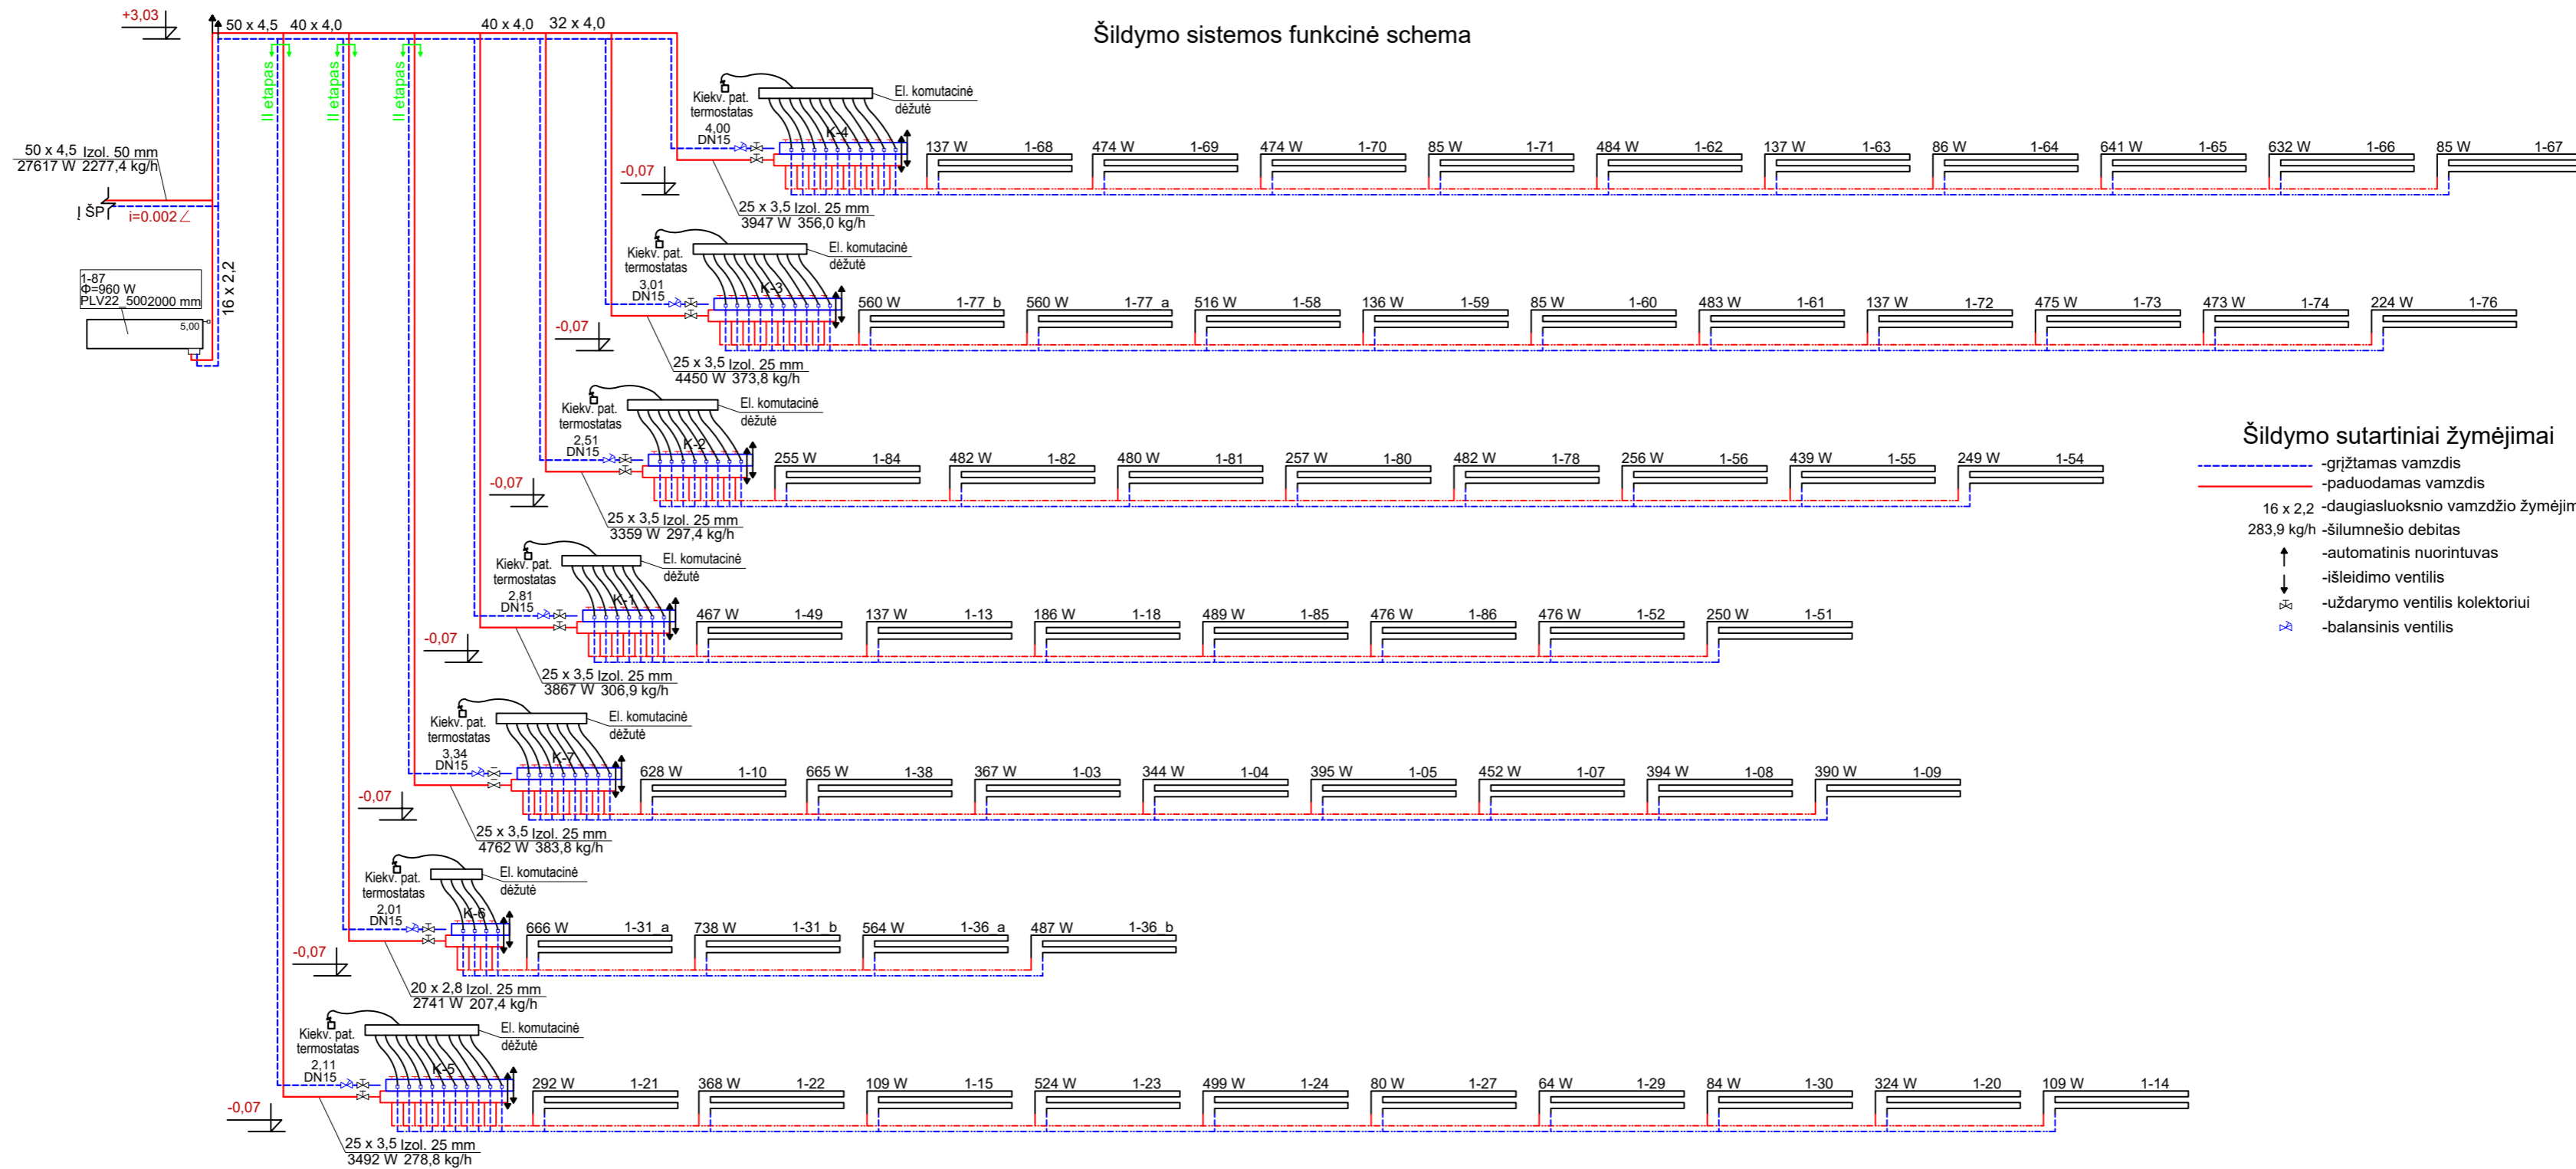 Šildymo sistemos funkcinė schema
+3,03
50 x 4,5 40 x 4,0 40 x 4,0 32 x 4,0
II etapas II etapas II etapas
50 x 4,5 Izol. 50 mm
27617 W 2277,4 kg/h
Į ŠP
i=0.002
16 x 2,2
1-87
Φ=960 W
PLV22_500 2000 mm
5,00
Kiekv. pat.
termostatas
El. komutacinė
dėžutė
4,00
DN15
K-4
-0,07
25 x 3,5 Izol. 25 mm
3947 W 356,0 kg/h
137 W 1-68 474 W 1-69 474 W 1-70 85 W 1-71 484 W 1-62 137 W 1-63 86 W 1-64 641 W 1-65 632 W 1-66 85 W 1-67
Kiekv. pat.
termostatas
El. komutacinė
dėžutė
3,01
DN15
K-3
-0,07
25 x 3,5 Izol. 25 mm
4450 W 373,8 kg/h
560 W 1-77_b 560 W 1-77_a 516 W 1-58 136 W 1-59 85 W 1-60 483 W 1-61 137 W 1-72 475 W 1-73 473 W 1-74 224 W 1-76
Kiekv. pat.
termostatas
El. komutacinė
dėžutė
2,51
DN15
K-2
-0,07
25 x 3,5 Izol. 25 mm
3359 W 297,4 kg/h
255 W 1-84 482 W 1-82 480 W 1-81 257 W 1-80 482 W 1-78 256 W 1-56 439 W 1-55 249 W 1-54
Kiekv. pat.
termostatas
El. komutacinė
dėžutė
2,81
DN15
K-1
-0,07
25 x 3,5 Izol. 25 mm
3867 W 306,9 kg/h
467 W 1-49 137 W 1-13 186 W 1-18 489 W 1-85 476 W 1-86 476 W 1-52 250 W 1-51
Kiekv. pat.
termostatas
El. komutacinė
dėžutė
3,34
DN15
K-7
-0,07
25 x 3,5 Izol. 25 mm
4762 W 383,8 kg/h
628 W 1-10 665 W 1-38 367 W 1-03 344 W 1-04 395 W 1-05 452 W 1-07 394 W 1-08 390 W 1-09
Kiekv. pat.
termostatas
El. komutacinė
dėžutė
2,01
DN15
K-6
-0,07
20 x 2,8 Izol. 25 mm
2741 W 207,4 kg/h
666 W 1-31_a 738 W 1-31_b 564 W 1-36_a 487 W 1-36_b
Kiekv. pat.
termostatas
El. komutacinė
dėžutė
2,11
DN15
K-5
-0,07
25 x 3,5 Izol. 25 mm
3492 W 278,8 kg/h
292 W 1-21 368 W 1-22 109 W 1-15 524 W 1-23 499 W 1-24 80 W 1-27 64 W 1-29 84 W 1-30 324 W 1-20 109 W 1-14
Šildymo sutartiniai žymėjimai
-grįžtamas vamzdis
-paduodamas vamzdis
16 x 2,2 -daugiasluoksnio vamzdžio žymėjim
283,9 kg/h -šilumnešio debitas
-automatinis nuorintuvas
-išleidimo ventilis
-uždarymo ventilis kolektoriui
-balansinis ventilis